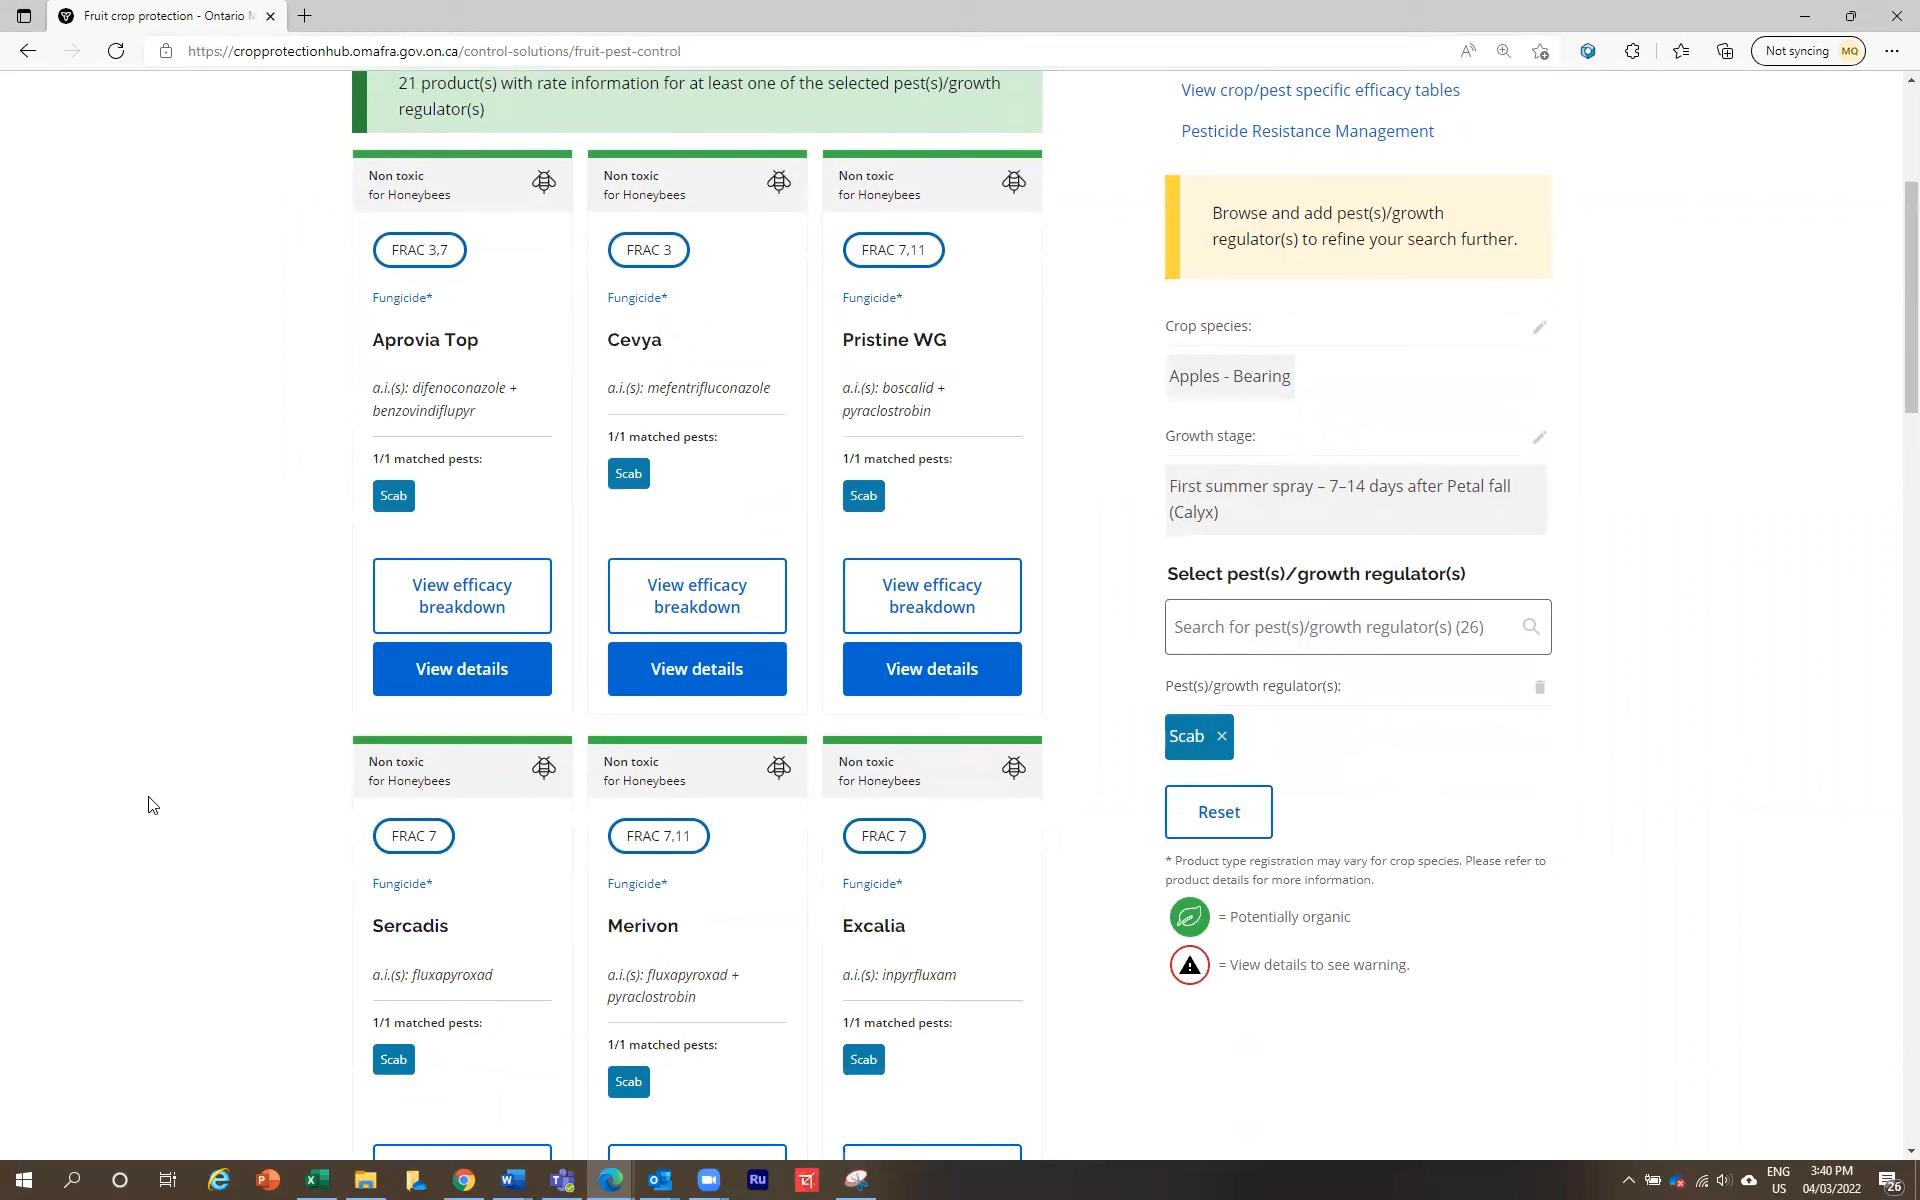 Fruit crop protection - Ontario M
https://cropprotectionhub.omafra.gov.on.ca/control-solutions/fruit-pest-control
Not syncing MQ
21 product(s) with rate information for at least one of the selected pest(s)/growth
regulator(s)
Non toxic
for Honeybees
FRAC 3,7
Fungicide*
Aprovia Top
a.i.(s): difenoconazole +
benzovindiflupyr
1/1 matched pests:
Scab
View efficacy
breakdown
View details
Non toxic
for Honeybees
FRAC 3
Fungicide*
Cevya
a.i.(s): mefentrifluconazole
1/1 matched pests:
Scab
View efficacy
breakdown
View details
Non toxic
for Honeybees
FRAC 7,11
Fungicide*
Pristine WG
a.i.(s): boscalid +
pyraclostrobin
1/1 matched pests:
Scab
View efficacy
breakdown
View details
Non toxic
for Honeybees
FRAC 7
Fungicide*
Sercadis
a.i.(s): fluxapyroxad
1/1 matched pests:
Scab
Non toxic
for Honeybees
FRAC 7,11
Fungicide*
Merivon
a.i.(s): fluxapyroxad +
pyraclostrobin
1/1 matched pests:
Scab
Non toxic
for Honeybees
FRAC 7
Fungicide*
Excalia
a.i.(s): inpyrfluxam
1/1 matched pests:
Scab
View crop/pest specific efficacy tables
Pesticide Resistance Management
Browse and add pest(s)/growth
regulator(s) to refine your search further.
Crop species:
Apples - Bearing
Growth stage:
First summer spray – 7–14 days after Petal fall
(Calyx)
Select pest(s)/growth regulator(s)
Search for pest(s)/growth regulator(s) (26)
Pest(s)/growth regulator(s):
Scab ×
Reset
* Product type registration may vary for crop species. Please refer to
product details for more information.
= Potentially organic
= View details to see warning.
Ru
ENG
US
3:40 PM
04/03/2022
26